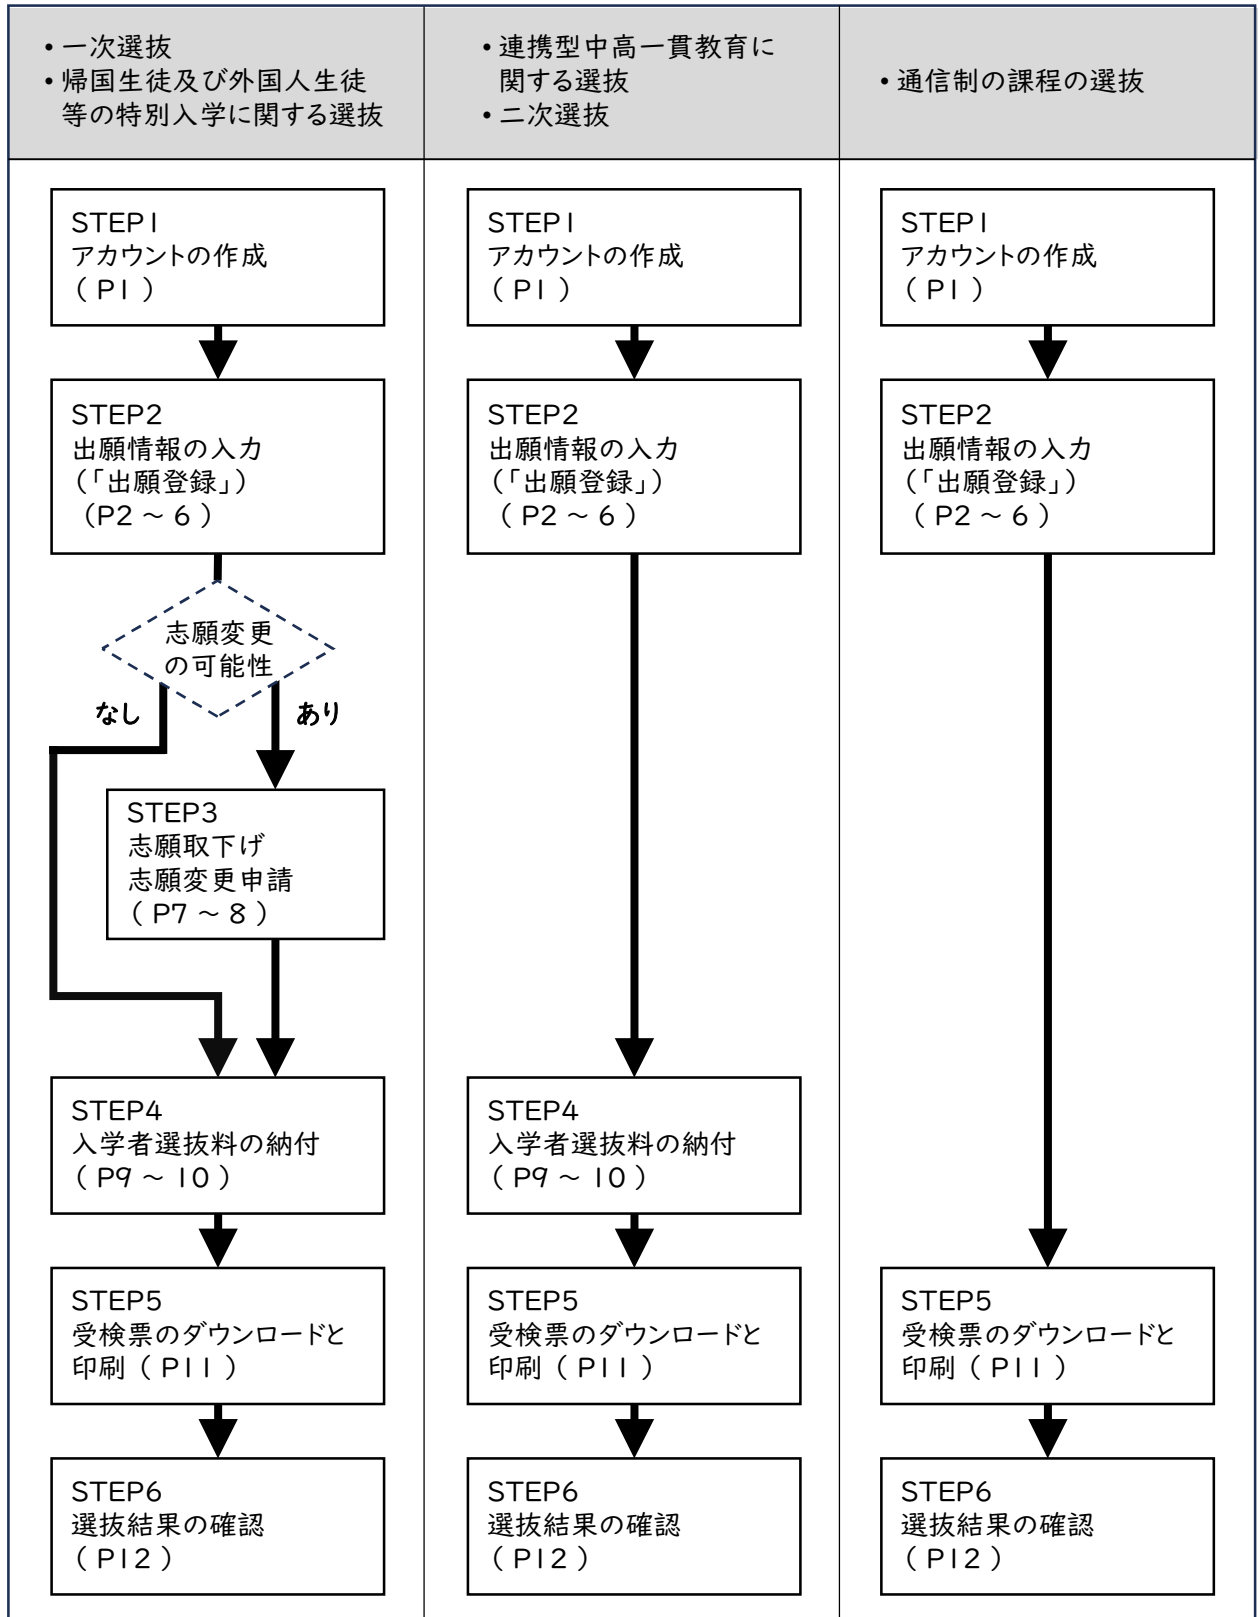 • 一次選抜
• 帰国生徒及び外国人生徒
等の特別入学に関する選抜
• 連携型中高一貫教育に
関する選抜
• 二次選抜
• 通信制の課程の選抜
STEP1
アカウントの作成
( P1 )
STEP2
出願情報の入力
(「出願登録」)
(P2 ~ 6 )
志願変更
の可能性
なし
あり
STEP3
志願取下げ
志願変更申請
( P7 ~ 8 )
STEP4
入学者選抜料の納付
( P9 ~ 10 )
STEP5
受検票のダウンロードと
印刷 ( P11 )
STEP6
選抜結果の確認
( P12 )
STEP1
アカウントの作成
( P1 )
STEP2
出願情報の入力
(「出願登録」)
( P2 ~ 6 )
STEP4
入学者選抜料の納付
( P9 ~ 10 )
STEP5
受検票のダウンロードと
印刷 ( P11 )
STEP6
選抜結果の確認
( P12 )
STEP1
アカウントの作成
( P1 )
STEP2
出願情報の入力
(「出願登録」)
( P2 ~ 6 )
STEP5
受検票のダウンロードと
印刷 ( P11 )
STEP6
選抜結果の確認
( P12 )